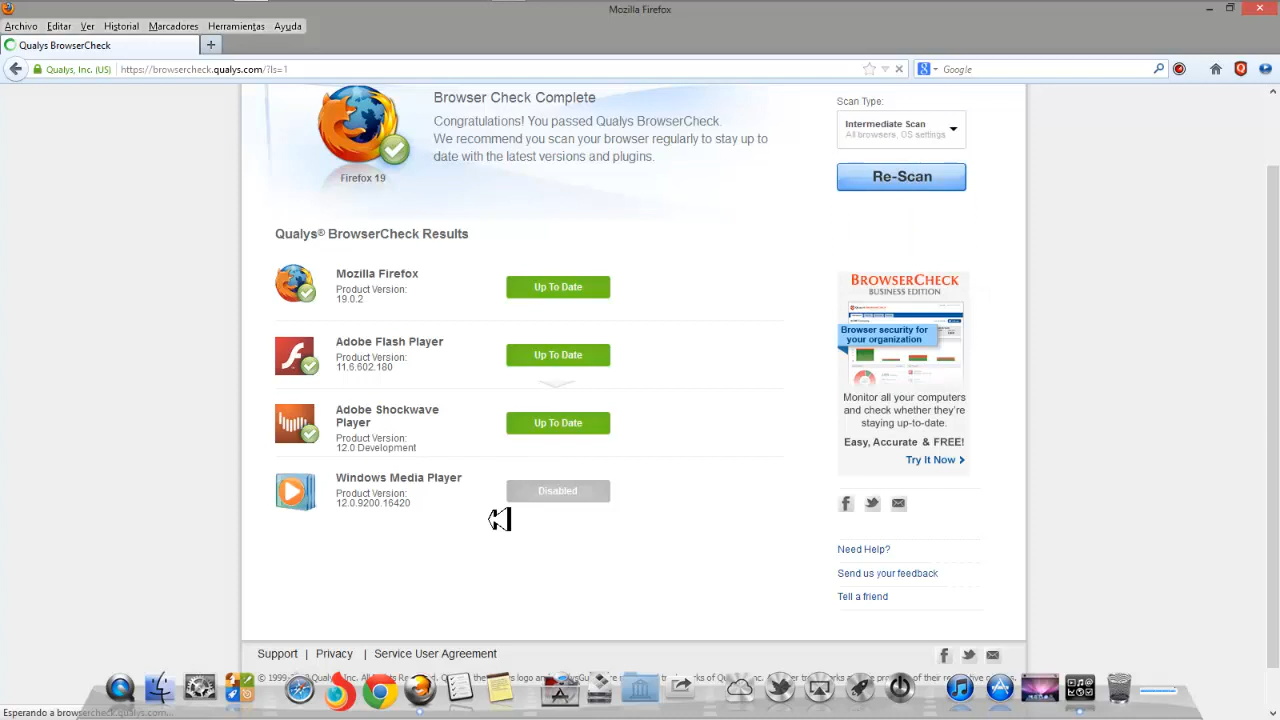 Mozilla Firefox
Archivo Editar Ver Historial Marcadores Herramientas Ayuda
Qualys BrowserCheck
Qualys, Inc. (US) https://browsercheck.qualys.com/?ls=1 Google
Browser Check Complete
Congratulations! You passed Qualys BrowserCheck.
We recommend you scan your browser regularly to stay up to
date with the latest versions and plugins.
Firefox 19
Scan Type:
Intermediate Scan
All browsers, OS settings
Re-Scan
Qualys® BrowserCheck Results
Mozilla Firefox
Product Version:
19.0.2
Up To Date
Adobe Flash Player
Product Version:
11.6.602.180
Up To Date
Adobe Shockwave
Player
Product Version:
12.0 Development
Up To Date
Windows Media Player
Product Version:
12.0.9200.16420
Disabled
BROWSERCHECK
BUSINESS EDITION
Browser security for
your organization
Monitor all your computers
and check whether they're
staying up-to-date.
Easy, Accurate & FREE!
Try It Now
Need Help?
Send us your feedback
Tell a friend
Support | Privacy | Service User Agreement
© 1999-
Esperando a browsercheck.qualys.com...